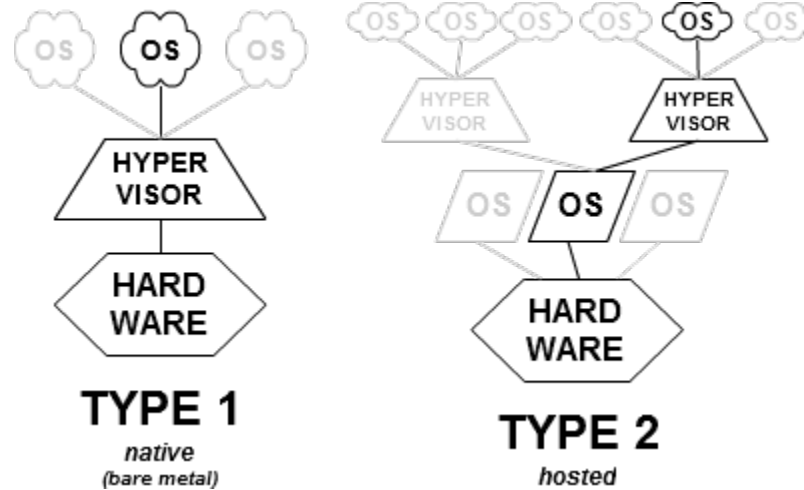 OS OS OS
HYPER
VISOR
HARD
WARE
TYPE 1
native
(bare metal)
OS OS OS OS OS OS
HYPER
VISOR
HYPER
VISOR
OS OS OS
HARD
WARE
TYPE 2
hosted